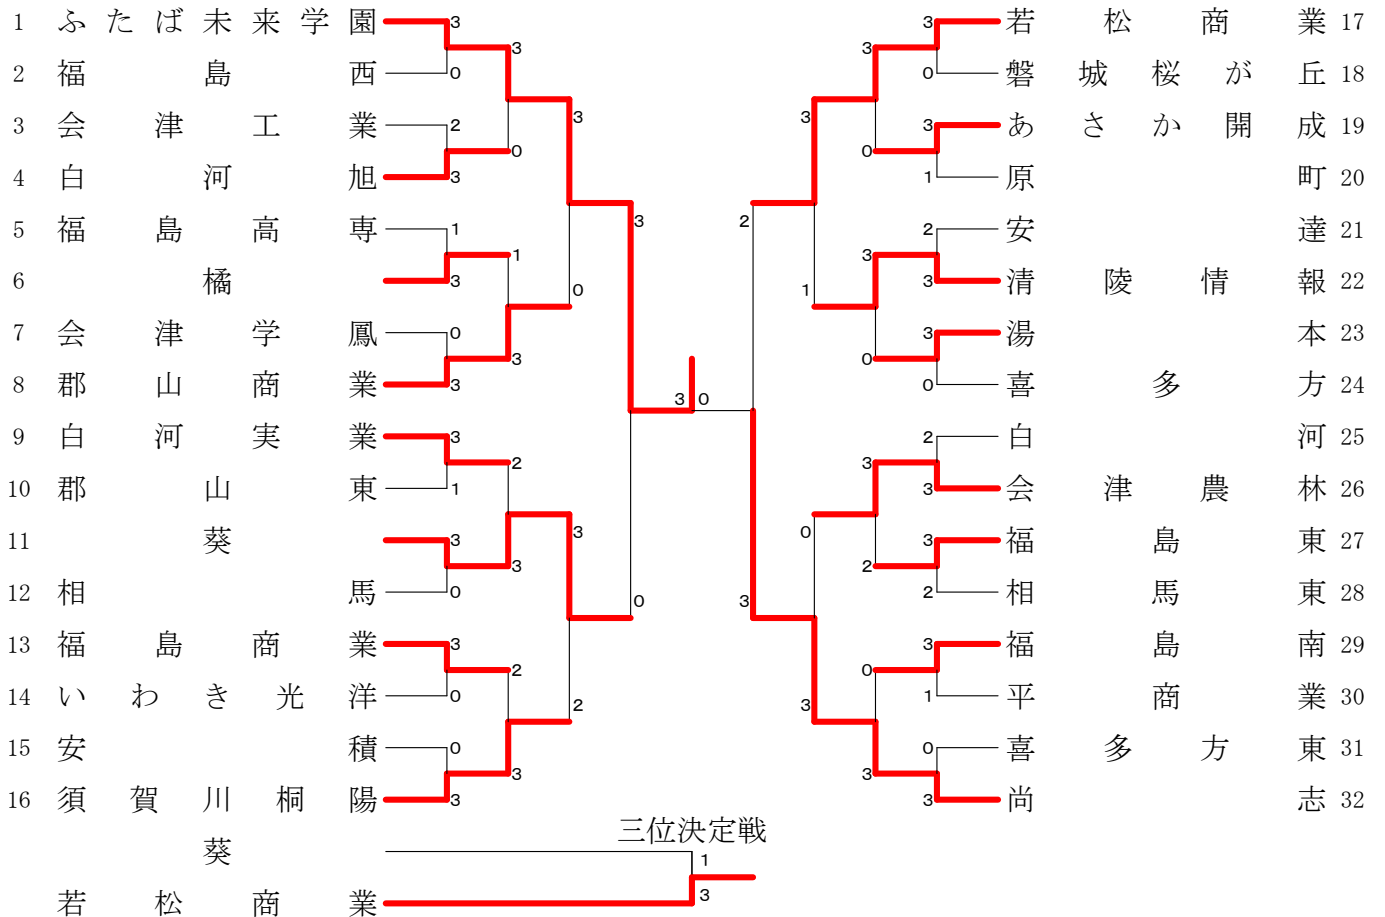 1 ふたば未来学園 3
3
2 福島西 0
3
3 会津工業 2
0
4 白河旭 3
3
5 福島高専 1
1
6 橘 3
0
7 会津学鳳 0
3
8 郡山商業 3
3 0
9 白河実業 3
2
10 郡山東 1
3
11 葵 3
3
12 相馬 0
0
13 福島商業 3
2
14 いわき光洋 0
2
15 安積 0
3
16 須賀川桐陽 3
3 若松商業 17
3
0 磐城桜が丘 18
3
3 あさか開成 19
0
1 原町 20
2
2 安達 21
3
3 清陵情報 22
1
3 湯本 23
0
0 喜多方 24
2 白河 25
3
3 会津農林 26
0
3 福島東 27
2
2 相馬東 28
3
3 福島南 29
0
1 平商業 30
3
0 喜多方東 31
3
3 尚志 32
三位決定戦
葵 1
若松商業 3